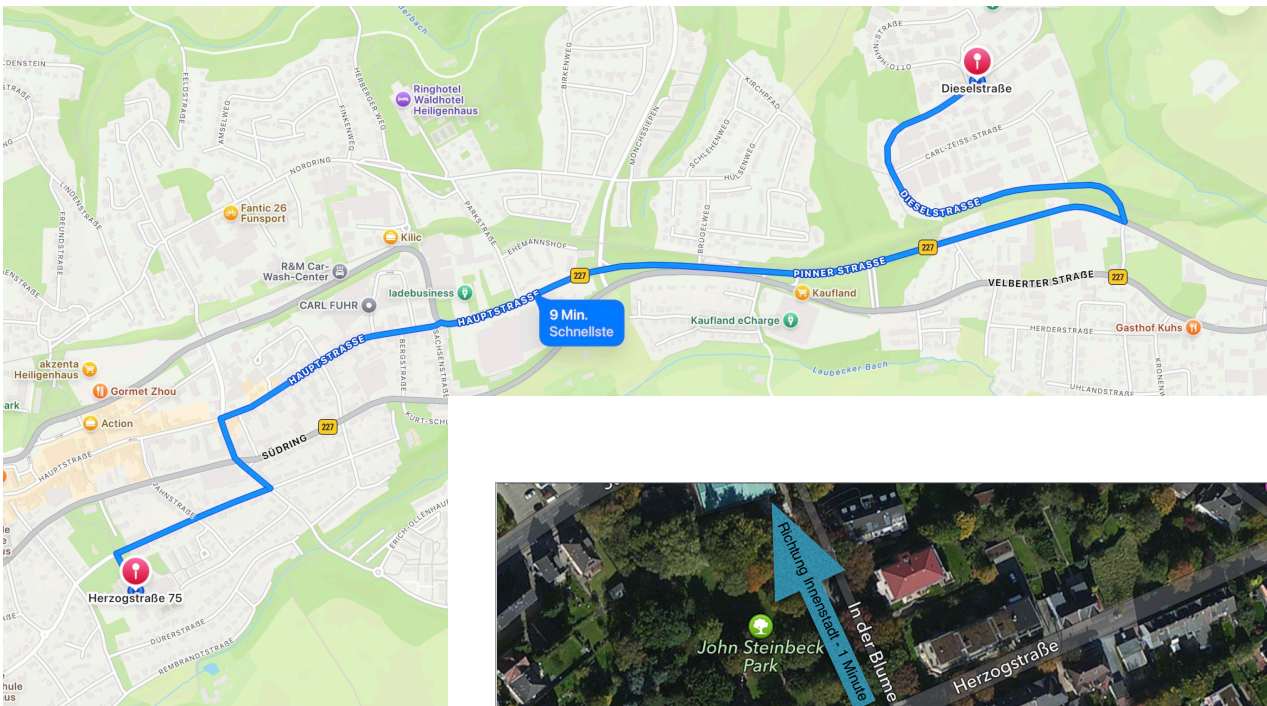 OTTO-HAHN-STRAßE
Dieselstraße
CARL-ZEISS-STRAßE
DIESELSTRASSE
Ringhotel
Waldhotel
Heiligenhaus
BIRKENWEG
KIRCHPFAD
HERBERGER WEG
FELDSTRAßE
AMSELWEG
FINKENWEG
MÖNCHSSIEPEN
SCHLEHENWEG
HÜLSENWEG
NORDRING
LINDENSTRAßE
FREUNDSTRAßE
Fantic 26
Funsport
PARKSTRAßE
Kilic
EHEMANNSHOF
BRÜGELWEG
227
PINNER STRASSE
227
R&M Car-
Wash-Center
ladebusiness
CARL FUHR
HAUPTSTRASSE
9 Min.
Schnellste
Kaufland
VELBERTER STRAßE
227
Kaufland eCharge
HERDERSTRAßE
Gasthof Kuhs
HAUPTSTRASSE
BERGSTRAßE
SACHSENSTRAßE
akzenta
Heiligenhaus
Gormet Zhou
Laubecker Bach
UHLANDSTRAßE
Action
SÜDRING
227
HAUPTSTRAßE
JAHNSTRAßE
Herzogstraße 75
DÜRERSTRAßE
REMBRANDTSTRAßE
Richtung Innenstadt - 1 Minute
In der Blume
John Steinbeck
Park
Herzogstraße